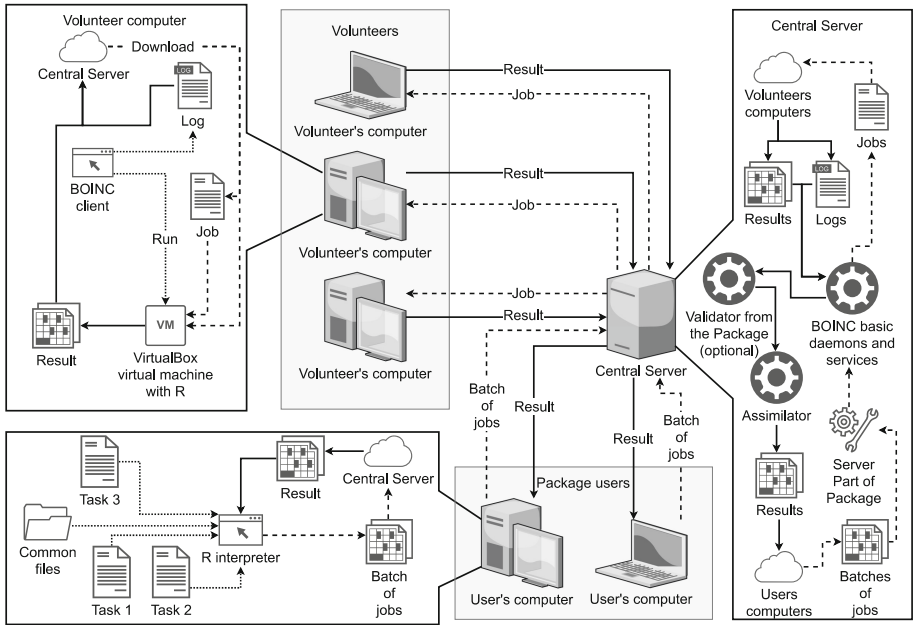 Volunteer computer
Download
Central Server
LOG
Log
BOINC
client
Job
Run
VM
Result
VirtualBox
virtual machine
with R
Volunteers
Volunteer's computer
Volunteer's computer
Volunteer's computer
Result
Job
Result
Job
Job
Result
Central Server
Batch
of
jobs
Result
Result
Batch
of
jobs
Package users
User's computer
User's computer
Task 3
Common
files
Task 1
Task 2
R interpreter
Result
Central Server
Batch
of
jobs
Central Server
Volunteers
computers
Jobs
LOG
Results
Logs
Validator from
the Package
(optional)
BOINC basic
daemons and
services
Assimilator
Server
Part of
Package
Results
Users
computers
Batches
of jobs